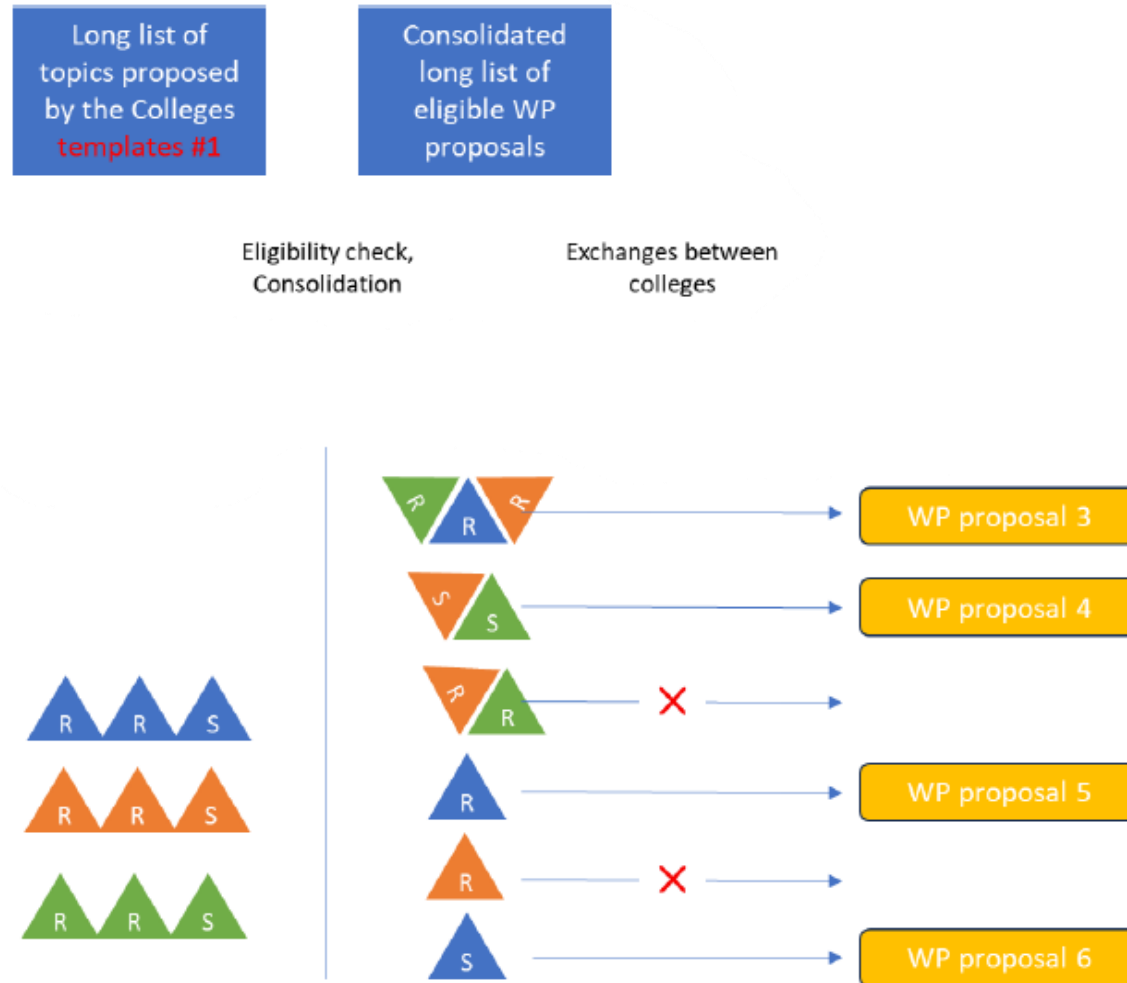 Long list of
topics proposed
by the Colleges
templates #1
Consolidated
long list of
eligible WP
proposals
Eligibility check,
Consolidation
Exchanges between
colleges
R R S
R R S
R R S
R R R
WP proposal 3
S S
WP proposal 4
R R
R
WP proposal 5
R
S
WP proposal 6